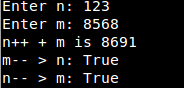 Enter n: 123
Enter m: 8568
n++ + m is 8691
m-- > n: True
n-- > m: True